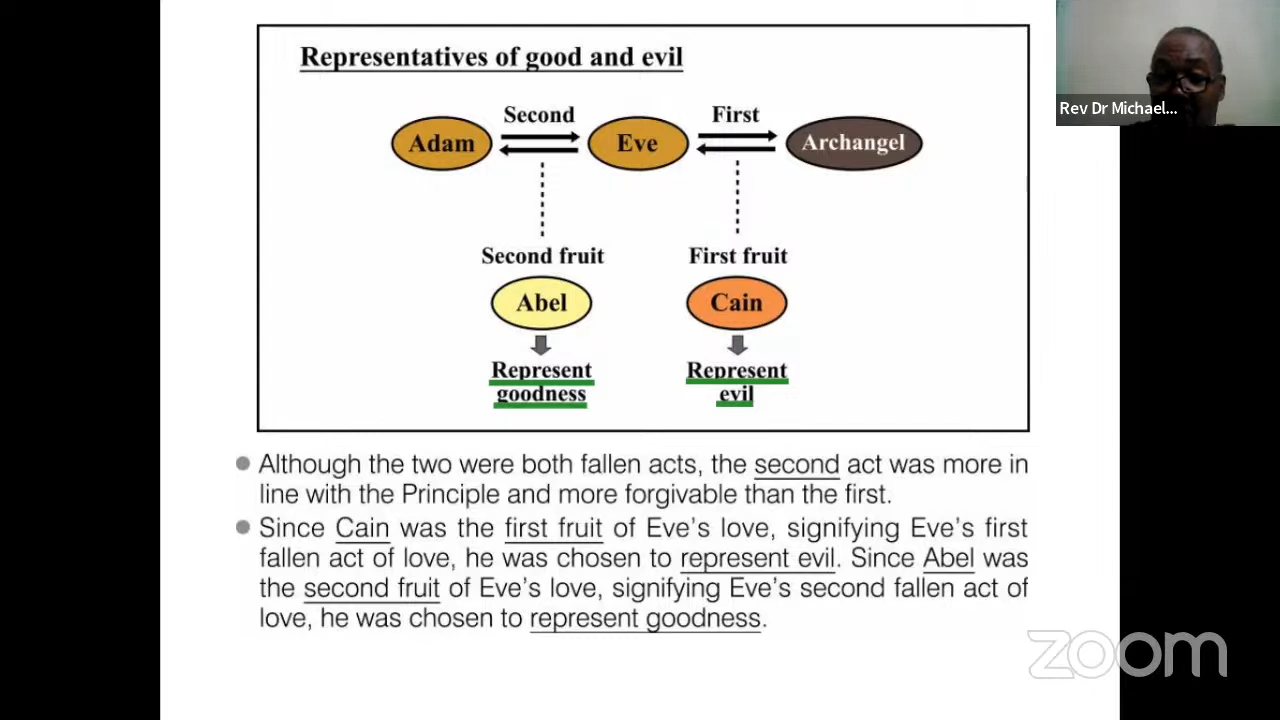 Representatives of good and evil
Second
First
Adam
Eve
Archangel
Second fruit
First fruit
Abel
Cain
Represent
goodness
Represent
evil
Although the two were both fallen acts, the second act was more in
line with the Principle and more forgivable than the first.
Since Cain was the first fruit of Eve's love, signifying Eve's first
fallen act of love, he was chosen to represent evil. Since Abel was
the second fruit of Eve's love, signifying Eve's second fallen act of
love, he was chosen to represent goodness.
Rev Dr Michael...
zoom